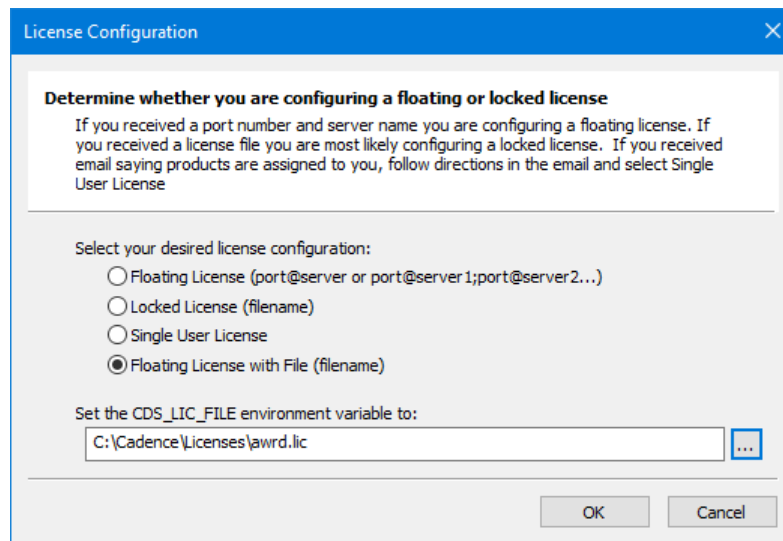 License Configuration
Determine whether you are configuring a floating or locked license
If you received a port number and server name you are configuring a floating license. If
you received a license file you are most likely configuring a locked license.  If you received
email saying products are assigned to you, follow directions in the email and select Single
User License
Select your desired license configuration:
Floating License (port@server or port@server1;port@server2...)
Locked License (filename)
Single User License
Floating License with File (filename)
Set the CDS_LIC_FILE environment variable to:
C:\Cadence\Licenses\awrd.lic
...
OK Cancel